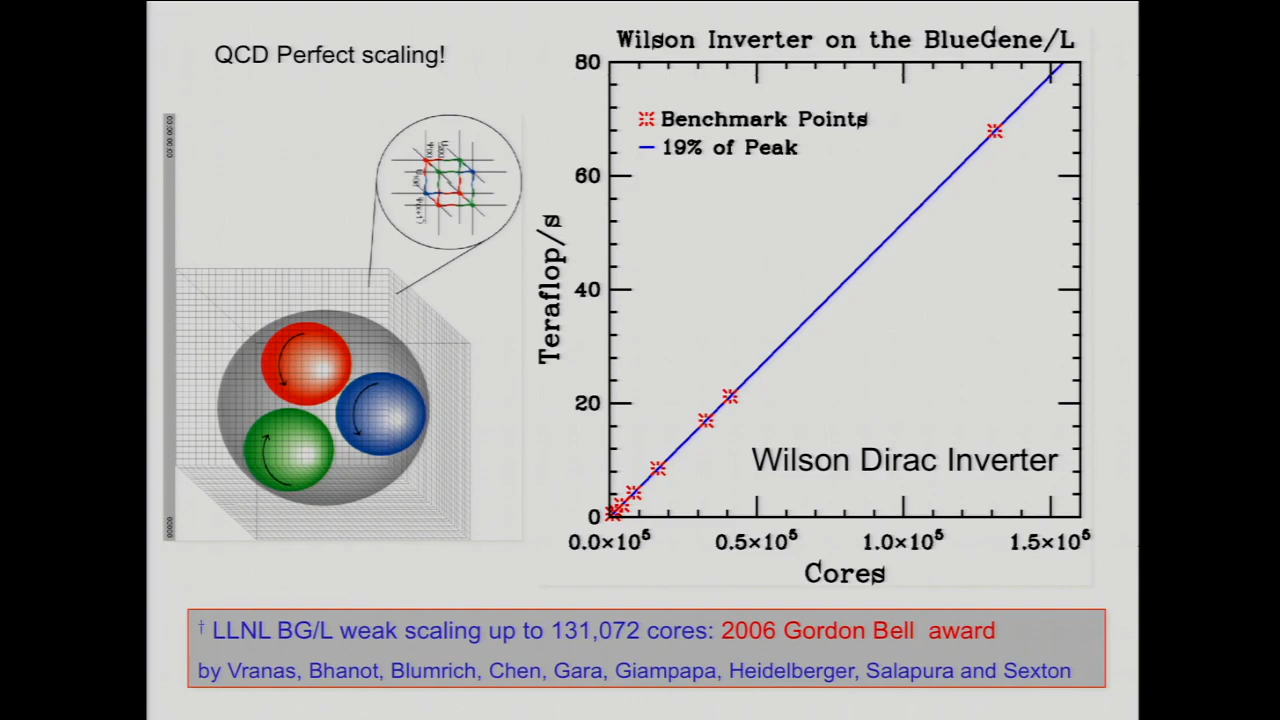 QCD Perfect scaling!
Wilson Inverter on the BlueGene/L
80
60
40
20
0
Benchmark Points
19% of Peak
Teraflop/s
Wilson Dirac Inverter
0.0×10⁵ 0.5×10⁵ 1.0×10⁵ 1.5×10⁵
Cores
† LLNL BG/L weak scaling up to 131,072 cores: 2006 Gordon Bell award
by Vranas, Bhanot, Blumrich, Chen, Gara, Giampapa, Heidelberger, Salapura and Sexton